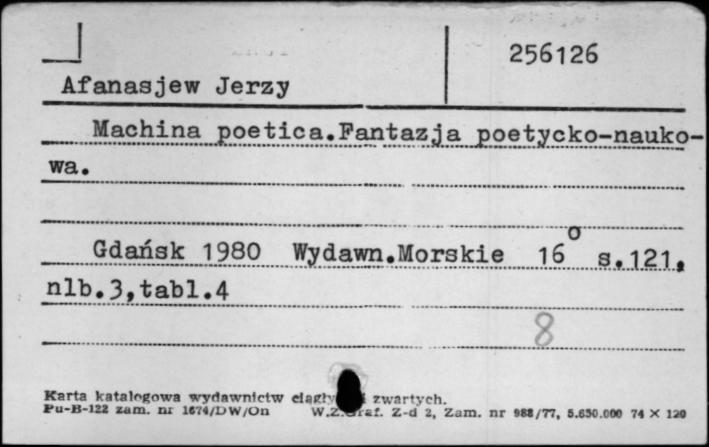 256126
Afanasjew Jerzy
Machina poetica.Fantazja poetycko-nauko-
wa.
Gdańsk 1980 Wydawn.Morskie 16° s.121,
nlb.3,tabl.4
8
Karta katalogowa wydawnictw zwartych.
Pu-B-122 zam. nr 1674/DW/On W.Z.Graf. Z-d 2, Zam. nr 988/77, 5.650.000 74 × 120